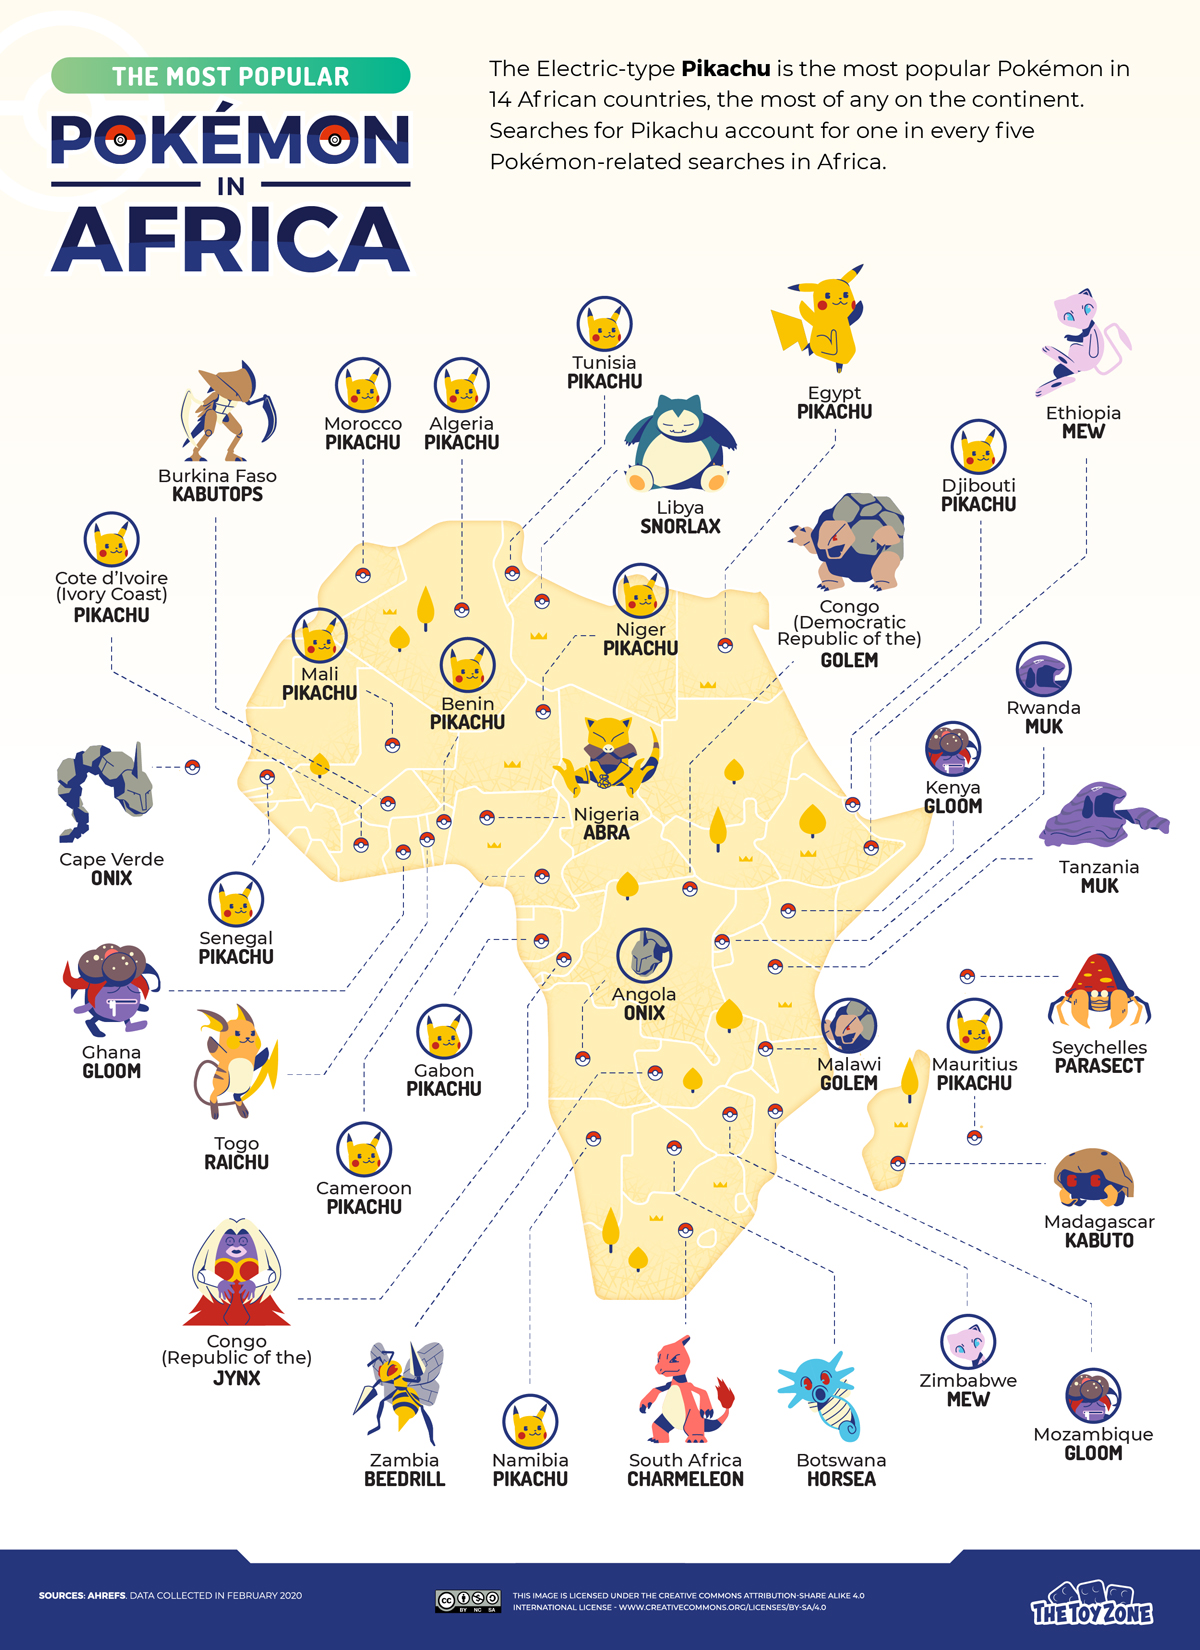 THE MOST POPULAR
POKÉMON
IN
AFRICA
The Electric-type Pikachu is the most popular Pokémon in
14 African countries, the most of any on the continent.
Searches for Pikachu account for one in every five
Pokémon-related searches in Africa.
Tunisia
PIKACHU
Egypt
PIKACHU
Ethiopia
MEW
Morocco
PIKACHU
Algeria
PIKACHU
Burkina Faso
KABUTOPS
Libya
SNORLAX
Djibouti
PIKACHU
Cote d'Ivoire
(Ivory Coast)
PIKACHU
Niger
PIKACHU
Congo
(Democratic
Republic of the)
GOLEM
Mali
PIKACHU
Benin
PIKACHU
Rwanda
MUK
Kenya
GLOOM
Nigeria
ABRA
Cape Verde
ONIX
Tanzania
MUK
Senegal
PIKACHU
Angola
ONIX
Ghana
GLOOM
Gabon
PIKACHU
Malawi
GOLEM
Mauritius
PIKACHU
Seychelles
PARASECT
Togo
RAICHU
Cameroon
PIKACHU
Madagascar
KABUTO
Congo
(Republic of the)
JYNX
Zimbabwe
MEW
Mozambique
GLOOM
Zambia
BEEDRILL
Namibia
PIKACHU
South Africa
CHARMELEON
Botswana
HORSEA
SOURCES: AHREFS. DATA COLLECTED IN FEBRUARY 2020
CC BY NC SA
THIS IMAGE IS LICENSED UNDER THE CREATIVE COMMONS ATTRIBUTION-SHARE ALIKE 4.0
INTERNATIONAL LICENSE - WWW.CREATIVECOMMONS.ORG/LICENSES/BY-SA/4.0
THE TOY ZONE